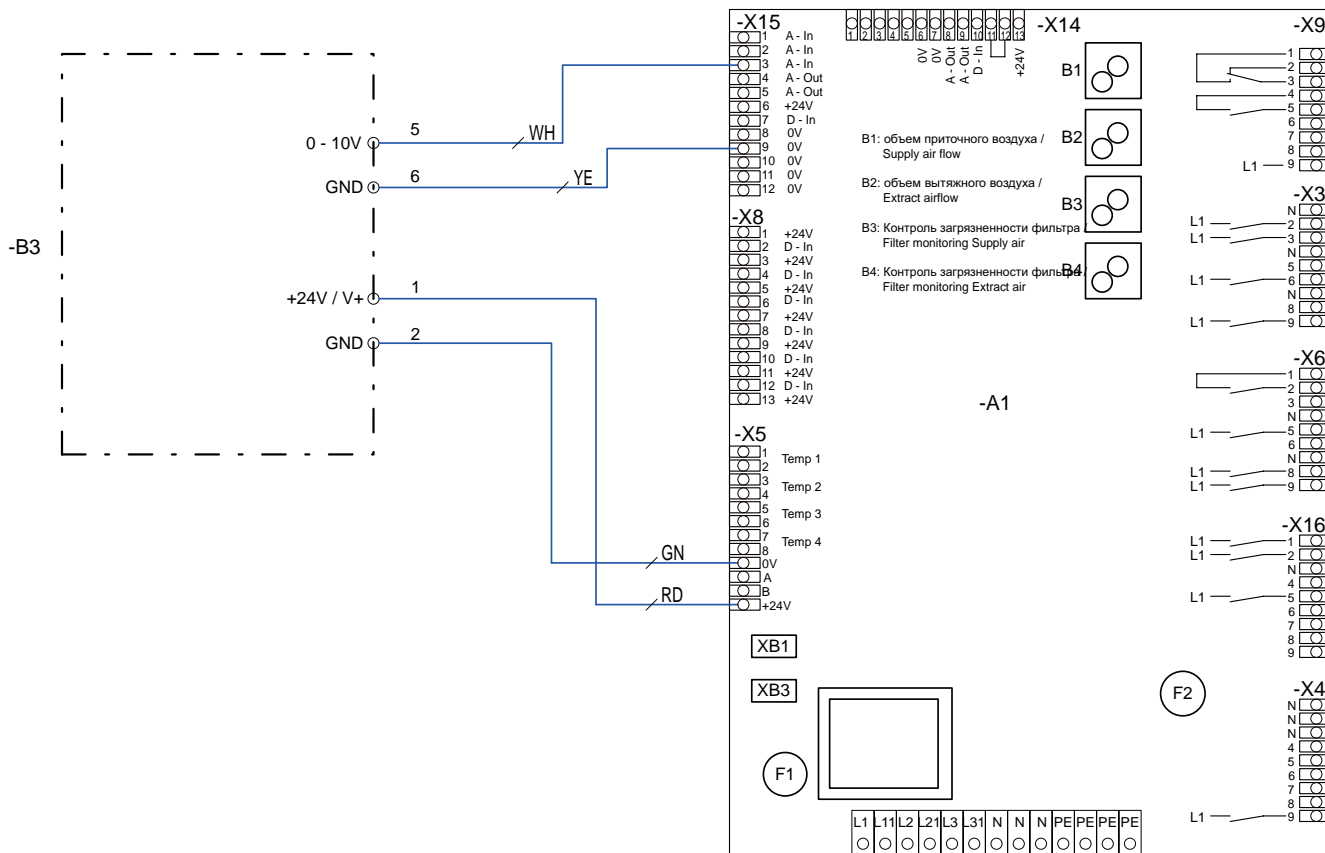 -B3
0 - 10V 5
GND 6
+24V / V+ 1
GND 2
WH
YE
GN
RD
-X15
1 A - In
2 A - In
3 A - In
4 A - Out
5 A - Out
6 +24V
7 D - In
8 0V
9 0V
10 0V
11 0V
12 0V
-X8
1 +24V
2 D - In
3 +24V
4 D - In
5 +24V
6 D - In
7 +24V
8 D - In
9 +24V
10 D - In
11 +24V
12 D - In
13 +24V
-X5
1
2
Temp 1
3
4
Temp 2
5
6
Temp 3
7
8
Temp 4
0V
A
B
+24V
XB1
XB3
F1
-X14
1 2 3 4 5 6 7 8 9 10 11 12 13
0V
0V
A - Out
A - Out
D - In
+24V
B1
B2
B3
B4
B1: объем приточного воздуха /
Supply air flow
B2: объем вытяжного воздуха /
Extract airflow
B3: Контроль загрязненности фильтра /
Filter monitoring Supply air
B4: Контроль загрязненности фильтра /
Filter monitoring Extract air
-A1
F2
-X9
1
2
3
4
5
6
7
8
L1 9
-X3
N
L1 2
L1 3
N
5
L1 6
N
8
L1 9
-X6
1
2
3
N
L1 5
6
N
L1 8
L1 9
-X16
L1 1
L1 2
N
4
L1 5
6
7
8
9
-X4
N
N
N
4
5
6
7
8
L1 9
L1 L11 L2 L21 L3 L31 N N N PE PE PE PE